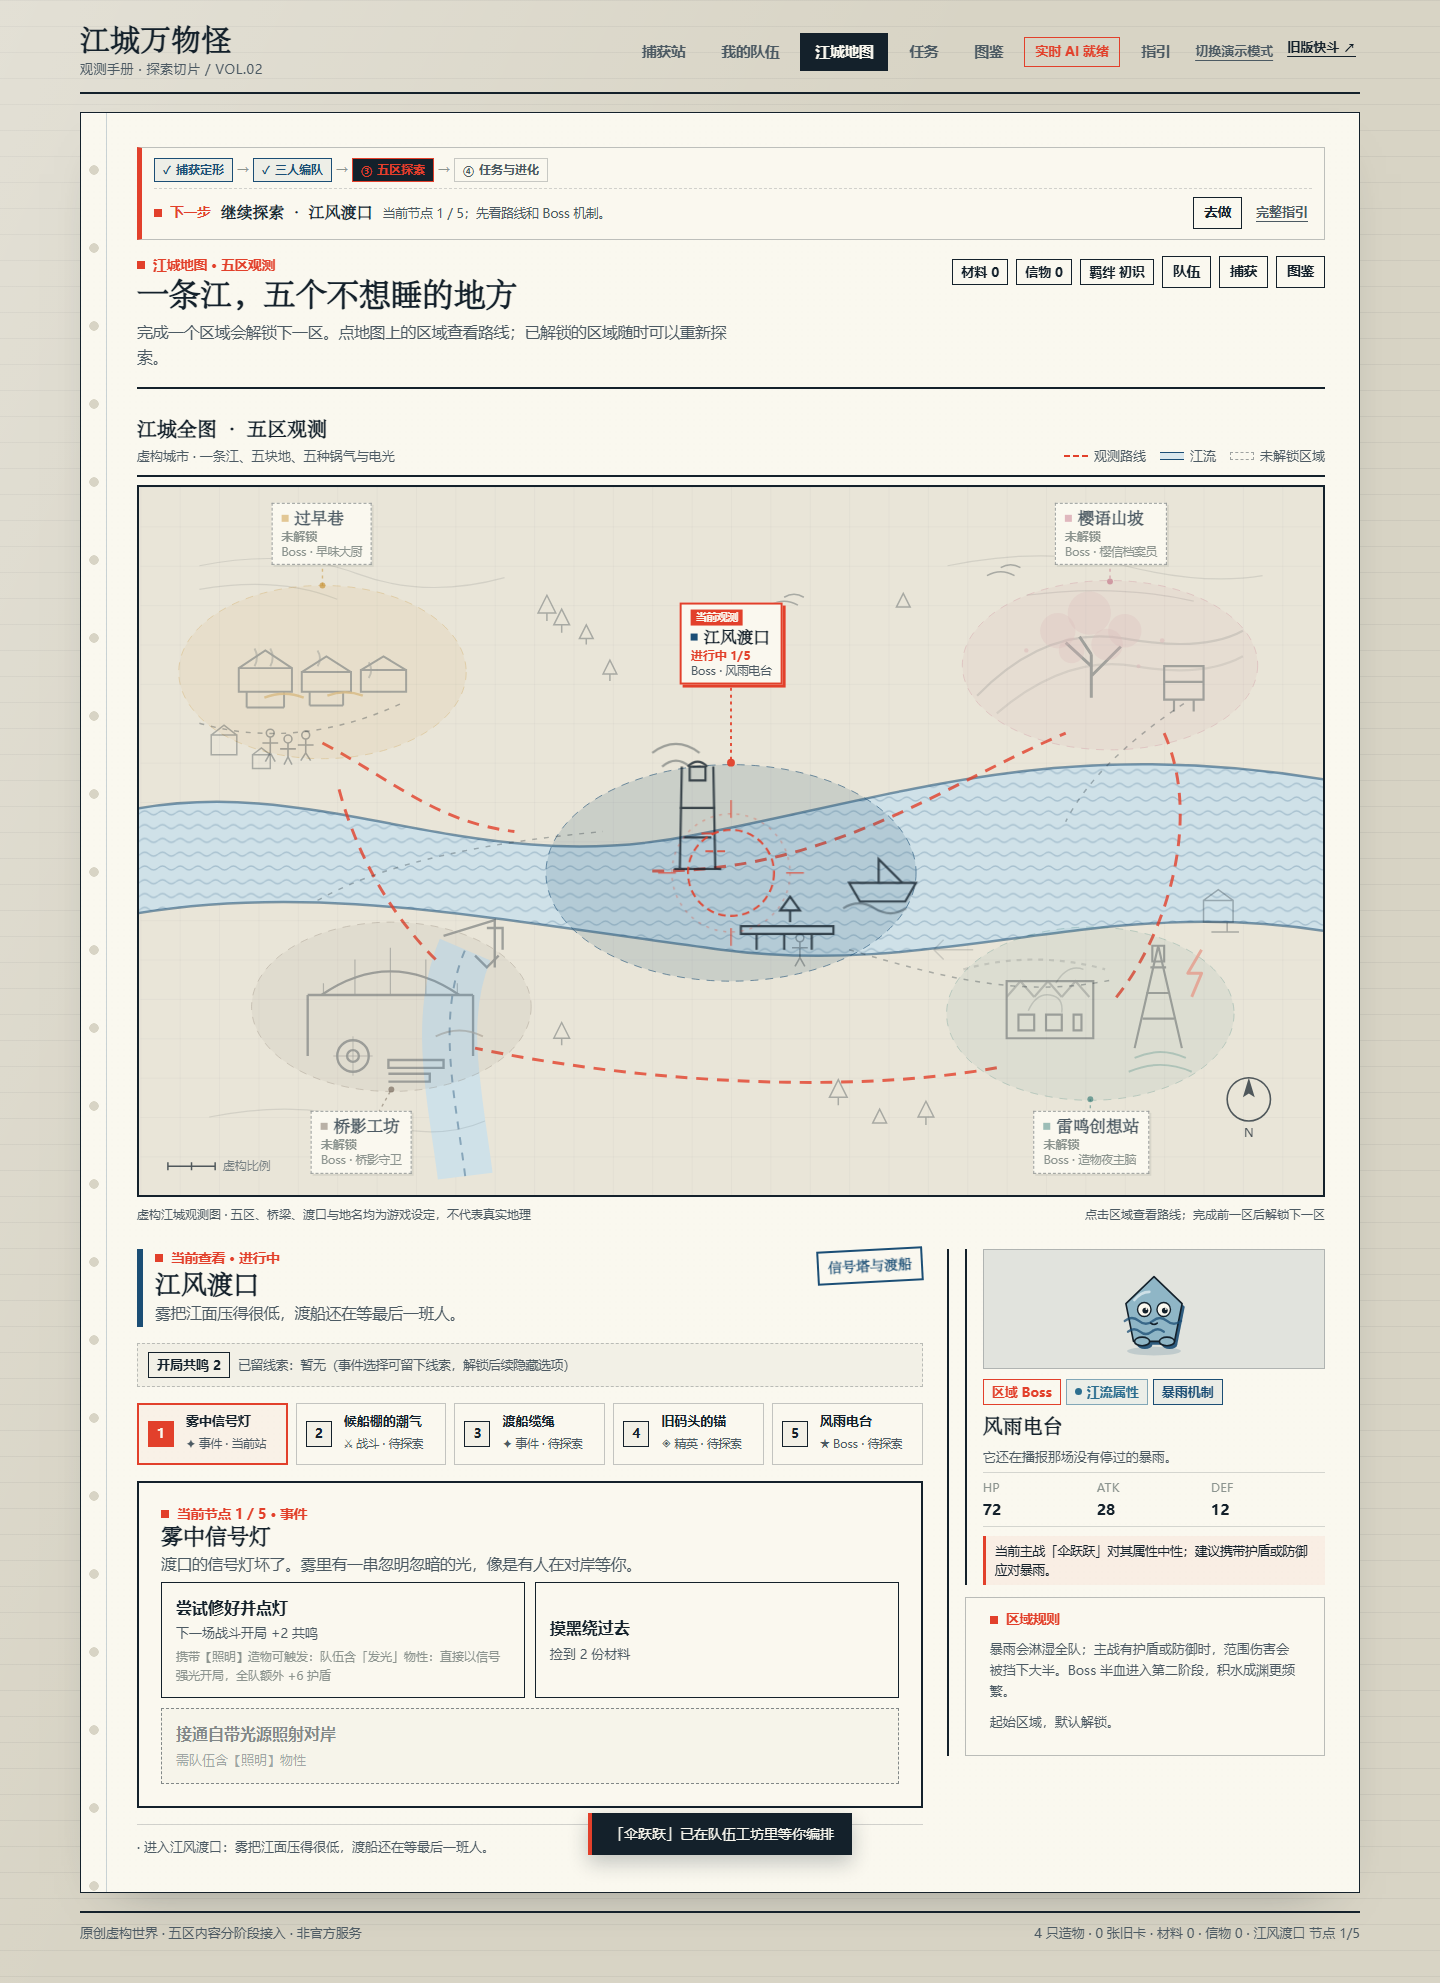 江城万物怪
观测手册 · 探索切片 / VOL.02
捕获站 我的队伍 江城地图 任务 图鉴 实时 AI 就绪 指引 切换演示模式 旧版快斗 ↗
✓ 捕获定形 → ✓ 三人编队 → ③ 五区探索 → ④ 任务与进化
下一步 继续探索 · 江风渡口 当前节点 1 / 5；先看路线和 Boss 机制。 去做 完整指引
江城地图 • 五区观测
一条江，五个不想睡的地方
材料 0 信物 0 羁绊 初识 队伍 捕获 图鉴
完成一个区域会解锁下一区。点地图上的区域查看路线；已解锁的区域随时可以重新探
索。
江城全图 · 五区观测
虚构城市 · 一条江、五块地、五种锅气与电光
观测路线 江流 未解锁区域
过早巷
未解锁
Boss · 早味大厨
樱语山坡
未解锁
Boss · 樱信档案员
当前观测
江风渡口
进行中 1/5
Boss · 风雨电台
桥影工坊
未解锁
Boss · 桥影守卫
雷鸣创想站
未解锁
Boss · 造物夜主脑
N
虚构比例
虚构江城观测图 · 五区、桥梁、渡口与地名均为游戏设定，不代表真实地理
点击区域查看路线；完成前一区后解锁下一区
当前查看 • 进行中
江风渡口
雾把江面压得很低，渡船还在等最后一班人。
信号塔与渡船
开局共鸣 2 已留线索：暂无（事件选择可留下线索，解锁后续隐藏选项）
1 雾中信号灯
✦ 事件 · 当前站
2 候船棚的潮气
⚔ 战斗 · 待探索
3 渡船缆绳
✦ 事件 · 待探索
4 旧码头的锚
◈ 精英 · 待探索
5 风雨电台
★ Boss · 待探索
当前节点 1 / 5 • 事件
雾中信号灯
渡口的信号灯坏了。雾里有一串忽明忽暗的光，像是有人在对岸等你。
尝试修好并点灯
下一场战斗开局 +2 共鸣
携带【照明】造物可触发：队伍含「发光」物性：直接以信号
强光开局，全队额外 +6 护盾
摸黑绕过去
捡到 2 份材料
接通自带光源照射对岸
需队伍含【照明】物性
· 进入江风渡口：雾把江面压得很低，渡船还在等最后一班人。
「伞跃跃」已在队伍工坊里等你编排
区域 Boss 江流属性 暴雨机制
风雨电台
它还在播报那场没有停过的暴雨。
HP ATK DEF
72 28 12
当前主战「伞跃跃」对其属性中性；建议携带护盾或防御
应对暴雨。
区域规则
暴雨会淋湿全队；主战有护盾或防御时，范围伤害会
被挡下大半。Boss 半血进入第二阶段，积水成渊更频
繁。
起始区域，默认解锁。
原创虚构世界 · 五区内容分阶段接入 · 非官方服务
4 只造物 · 0 张旧卡 · 材料 0 · 信物 0 · 江风渡口 节点 1/5